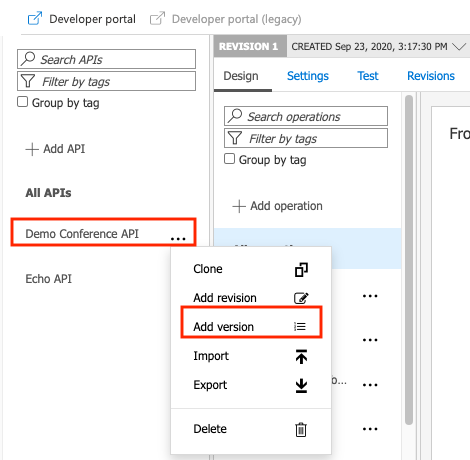 Developer portal
Developer portal (legacy)
Search APIs
Filter by tags
Group by tag
Add API
All APIs
Demo Conference API
Echo API
REVISION 1 CREATED Sep 23, 2020, 3:17:30 PM
Design Settings Test Revisions
Search operations
Filter by tags
Group by tag
Add operation
Fro
Clone
Add revision
Add version
Import
Export
Delete